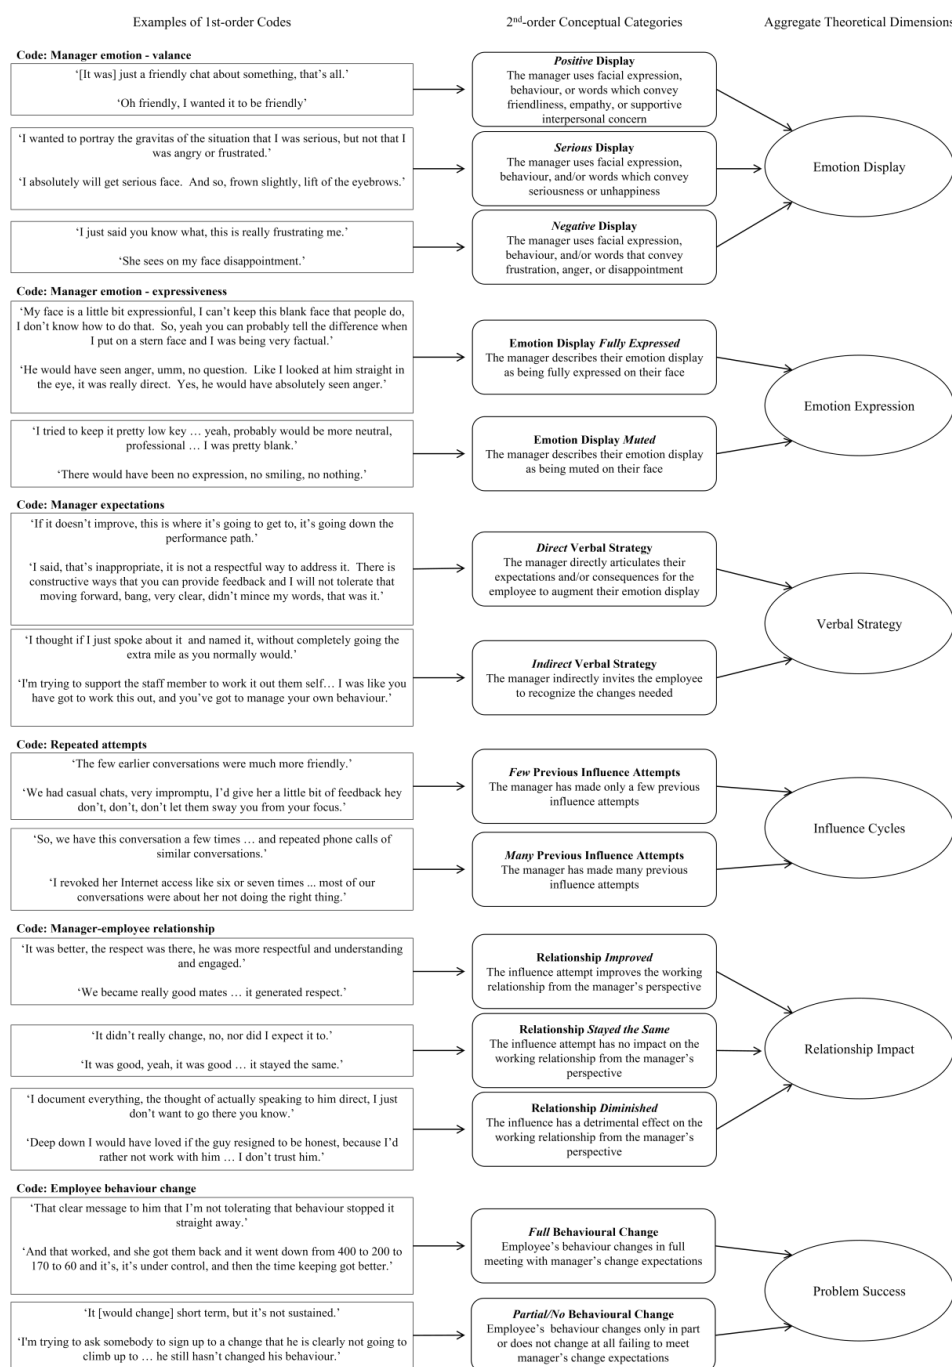 Examples of 1st-order Codes
2nd-order Conceptual Categories
Aggregate Theoretical Dimensions
Code: Manager emotion - valance
‘[It was] just a friendly chat about something, that’s all.’
‘Oh friendly, I wanted it to be friendly’
Positive Display
The manager uses facial expression,
behaviour, or words which convey
friendliness, empathy, or supportive
interpersonal concern
‘I wanted to portray the gravitas of the situation that I was serious, but not that I
was angry or frustrated.’
‘I absolutely will get serious face.  And so, frown slightly, lift of the eyebrows.’
Serious Display
The manager uses facial expression,
behaviour, and/or words which convey
seriousness or unhappiness
Emotion Display
‘I just said you know what, this is really frustrating me.’
‘She sees on my face disappointment.’
Negative Display
The manager uses facial expression,
behaviour, and/or words that convey
frustration, anger, or disappointment
Code: Manager emotion - expressiveness
‘My face is a little bit expressionful, I can’t keep this blank face that people do,
I don’t know how to do that.  So, yeah you can probably tell the difference when
I put on a stern face and I was being very factual.’
‘He would have seen anger, umm, no question.  Like I looked at him straight in
the eye, it was really direct.  Yes, he would have absolutely seen anger.’
Emotion Display Fully Expressed
The manager describes their emotion display
as being fully expressed on their face
Emotion Expression
‘I tried to keep it pretty low key … yeah, probably would be more neutral,
professional … I was pretty blank.’
‘There would have been no expression, no smiling, no nothing.’
Emotion Display Muted
The manager describes their emotion display
as being muted on their face
Code: Manager expectations
‘If it doesn’t improve, this is where it’s going to get to, it’s going down the
performance path.’
‘I said, that’s inappropriate, it is not a respectful way to address it.  There is
constructive ways that you can provide feedback and I will not tolerate that
moving forward, bang, very clear, didn’t mince my words, that was it.’
Direct Verbal Strategy
The manager directly articulates their
expectations and/or consequences for the
employee to augment their emotion display
Verbal Strategy
‘I thought if I just spoke about it  and named it, without completely going the
extra mile as you normally would.’
‘I'm trying to support the staff member to work it out them self… I was like you
have got to work this out, and you’ve got to manage your own behaviour.’
Indirect Verbal Strategy
The manager indirectly invites the employee
to recognize the changes needed
Code: Repeated attempts
‘The few earlier conversations were much more friendly.’
‘We had casual chats, very impromptu, I’d give her a little bit of feedback hey
don’t, don’t, don’t let them sway you from your focus.’
Few Previous Influence Attempts
The manager has made only a few previous
influence attempts
Influence Cycles
‘So, we have this conversation a few times … and repeated phone calls of
similar conversations.’
‘I revoked her Internet access like six or seven times ... most of our
conversations were about her not doing the right thing.’
Many Previous Influence Attempts
The manager has made many previous
influence attempts
Code: Manager-employee relationship
‘It was better, the respect was there, he was more respectful and understanding
and engaged.’
‘We became really good mates … it generated respect.’
Relationship Improved
The influence attempt improves the working
relationship from the manager’s perspective
‘It didn’t really change, no, nor did I expect it to.’
‘It was good, yeah, it was good … it stayed the same.’
Relationship Stayed the Same
The influence attempt has no impact on the
working relationship from the manager’s
perspective
Relationship Impact
‘I document everything, the thought of actually speaking to him direct, I just
don’t want to go there you know.’
‘Deep down I would have loved if the guy resigned to be honest, because I’d
rather not work with him … I don’t trust him.’
Relationship Diminished
The influence has a detrimental effect on the
working relationship from the manager’s
perspective
Code: Employee behaviour change
‘That clear message to him that I’m not tolerating that behaviour stopped it
straight away.’
‘And that worked, and she got them back and it went down from 400 to 200 to
170 to 60 and it’s, it’s under control, and then the time keeping got better.’
Full Behavioural Change
Employee’s behaviour changes in full
meeting with manager’s change expectations
Problem Success
‘It [would change] short term, but it’s not sustained.’
‘I'm trying to ask somebody to sign up to a change that he is clearly not going to
climb up to … he still hasn’t changed his behaviour.’
Partial/No Behavioural Change
Employee’s  behaviour changes only in part
or does not change at all failing to meet
manager’s change expectations